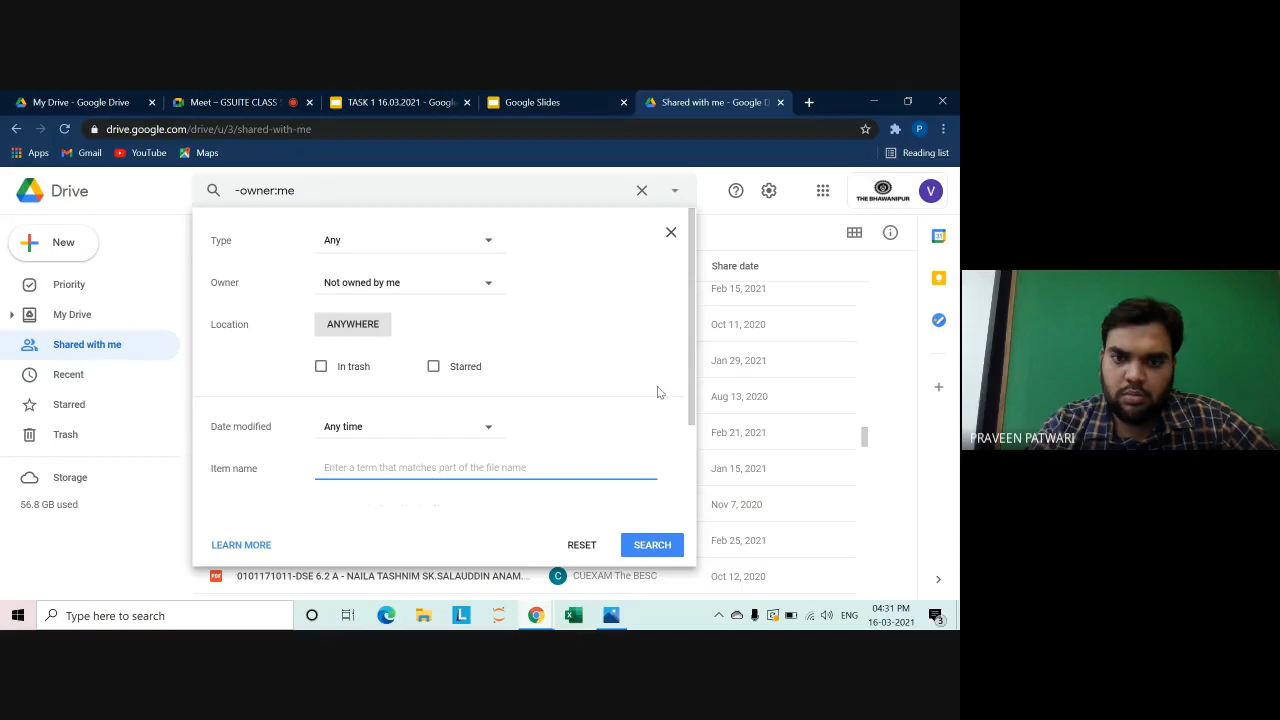 My Drive - Google Drive
Meet – GSUITE CLASS
TASK 1 16.03.2021 - Googl
Google Slides
Shared with me - Google D
drive.google.com/drive/u/3/shared-with-me
Apps
Gmail
YouTube
Maps
Reading list
P
Drive
-owner:me
THE BHAWANIPUR
V
New
Priority
My Drive
Shared with me
Recent
Starred
Trash
Storage
56.8 GB used
Type
Any
Owner
Not owned by me
Location
ANYWHERE
In trash
Starred
Date modified
Any time
Item name
Enter a term that matches part of the file name
LEARN MORE
RESET
SEARCH
Share date
Feb 15, 2021
Oct 11, 2020
Jan 29, 2021
Aug 13, 2020
Feb 21, 2021
Jan 15, 2021
Nov 7, 2020
Feb 25, 2021
PDF 0101171011-DSE 6.2 A - NAILA TASHNIM SK.SALAUDDIN ANAM...
C CUEXAM The BESC
Oct 12, 2020
31
PRAVEEN PATWARI
Type here to search
L
ENG
04:31 PM
16-03-2021
3